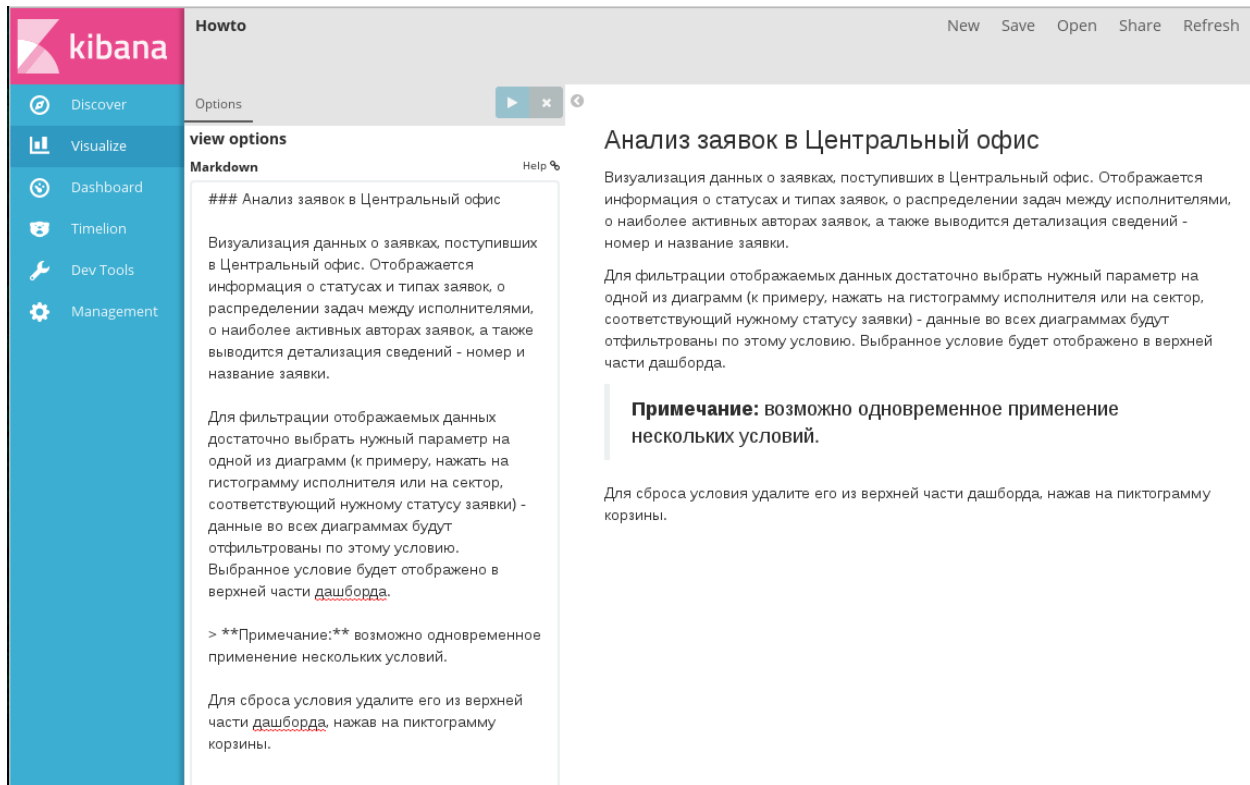 kibana
Howto
New Save Open Share Refresh
Discover
Visualize
Dashboard
Timelion
Dev Tools
Management
Options
view options
Markdown
Help
### Анализ заявок в Центральный офис
Визуализация данных о заявках, поступивших
в Центральный офис. Отображается
информация о статусах и типах заявок, о
распределении задач между исполнителями,
о наиболее активных авторах заявок, а также
выводится детализация сведений - номер и
название заявки.
Для фильтрации отображаемых данных
достаточно выбрать нужный параметр на
одной из диаграмм (к примеру, нажать на
гистограмму исполнителя или на сектор,
соответствующий нужному статусу заявки) -
данные во всех диаграммах будут
отфильтрованы по этому условию.
Выбранное условие будет отображено в
верхней части дашборда.
> **Примечание:** возможно одновременное
применение нескольких условий.
Для сброса условия удалите его из верхней
части дашборда, нажав на пиктограмму
корзины.
Анализ заявок в Центральный офис
Визуализация данных о заявках, поступивших в Центральный офис. Отображается
информация о статусах и типах заявок, о распределении задач между исполнителями,
о наиболее активных авторах заявок, а также выводится детализация сведений -
номер и название заявки.
Для фильтрации отображаемых данных достаточно выбрать нужный параметр на
одной из диаграмм (к примеру, нажать на гистограмму исполнителя или на сектор,
соответствующий нужному статусу заявки) - данные во всех диаграммах будут
отфильтрованы по этому условию. Выбранное условие будет отображено в верхней
части дашборда.
Примечание: возможно одновременное применение
нескольких условий.
Для сброса условия удалите его из верхней части дашборда, нажав на пиктограмму
корзины.